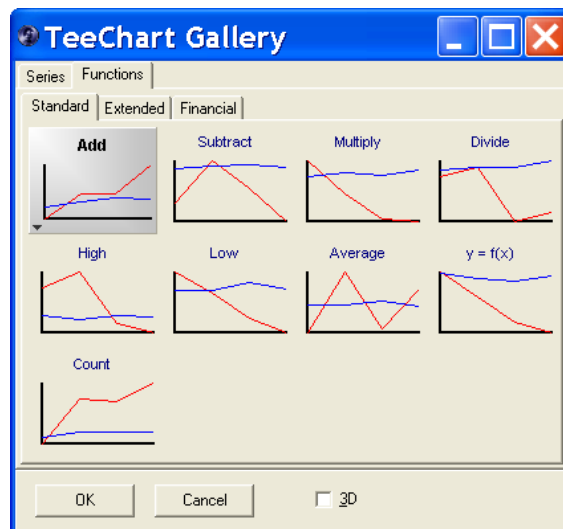 TeeChart Gallery
Series Functions
Standard Extended Financial
Add Subtract Multiply Divide
High Low Average y = f(x)
Count
OK Cancel 3D